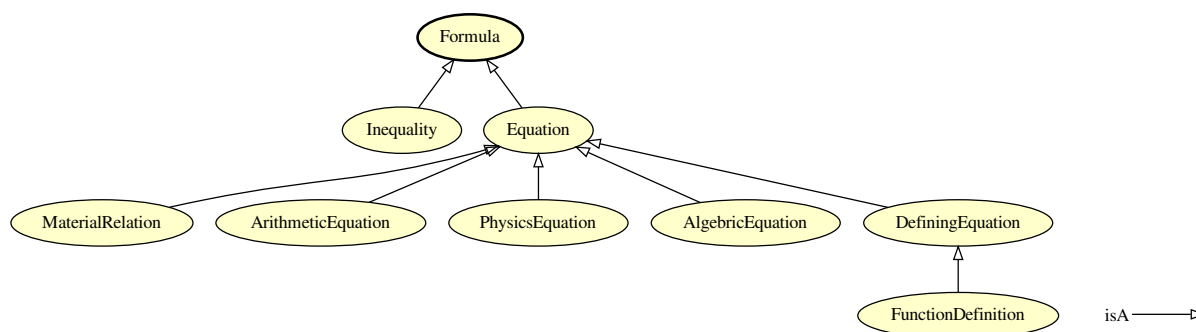 Formula
Inequality
Equation
MaterialRelation
ArithmeticEquation
PhysicsEquation
AlgebricEquation
DefiningEquation
FunctionDefinition
isA